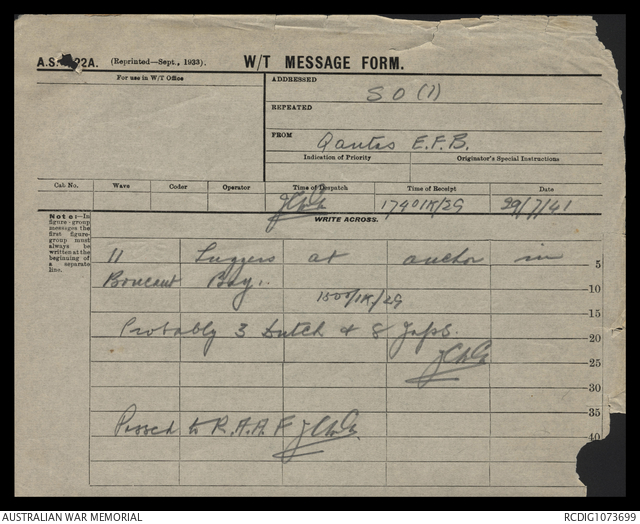 (Reprinted—Sept., 1933).
W/T MESSAGE FORM.
For use in W/T Office
ADDRESSED
S O (I)
REPEATED
FROM
Qantas E.F.B.
Indication of Priority
Originator's Special Instructions
Cab No.
Wave
Coder
Operator
Time of Despatch
Time of Receipt
Date
1740 1K/29
29/7/41
Note:—In figure-group messages the first figure-group must always be written at the beginning of a separate line.
WRITE ACROSS.
11 Luggers at anchor in
5
Boucaut Bay..
10
1500/1K/29
15
Probably 3 Dutch & 8 Japs.
20
25
30
35
Passed to R.A.A.F
40
AUSTRALIAN WAR MEMORIAL
RCDIG1073699